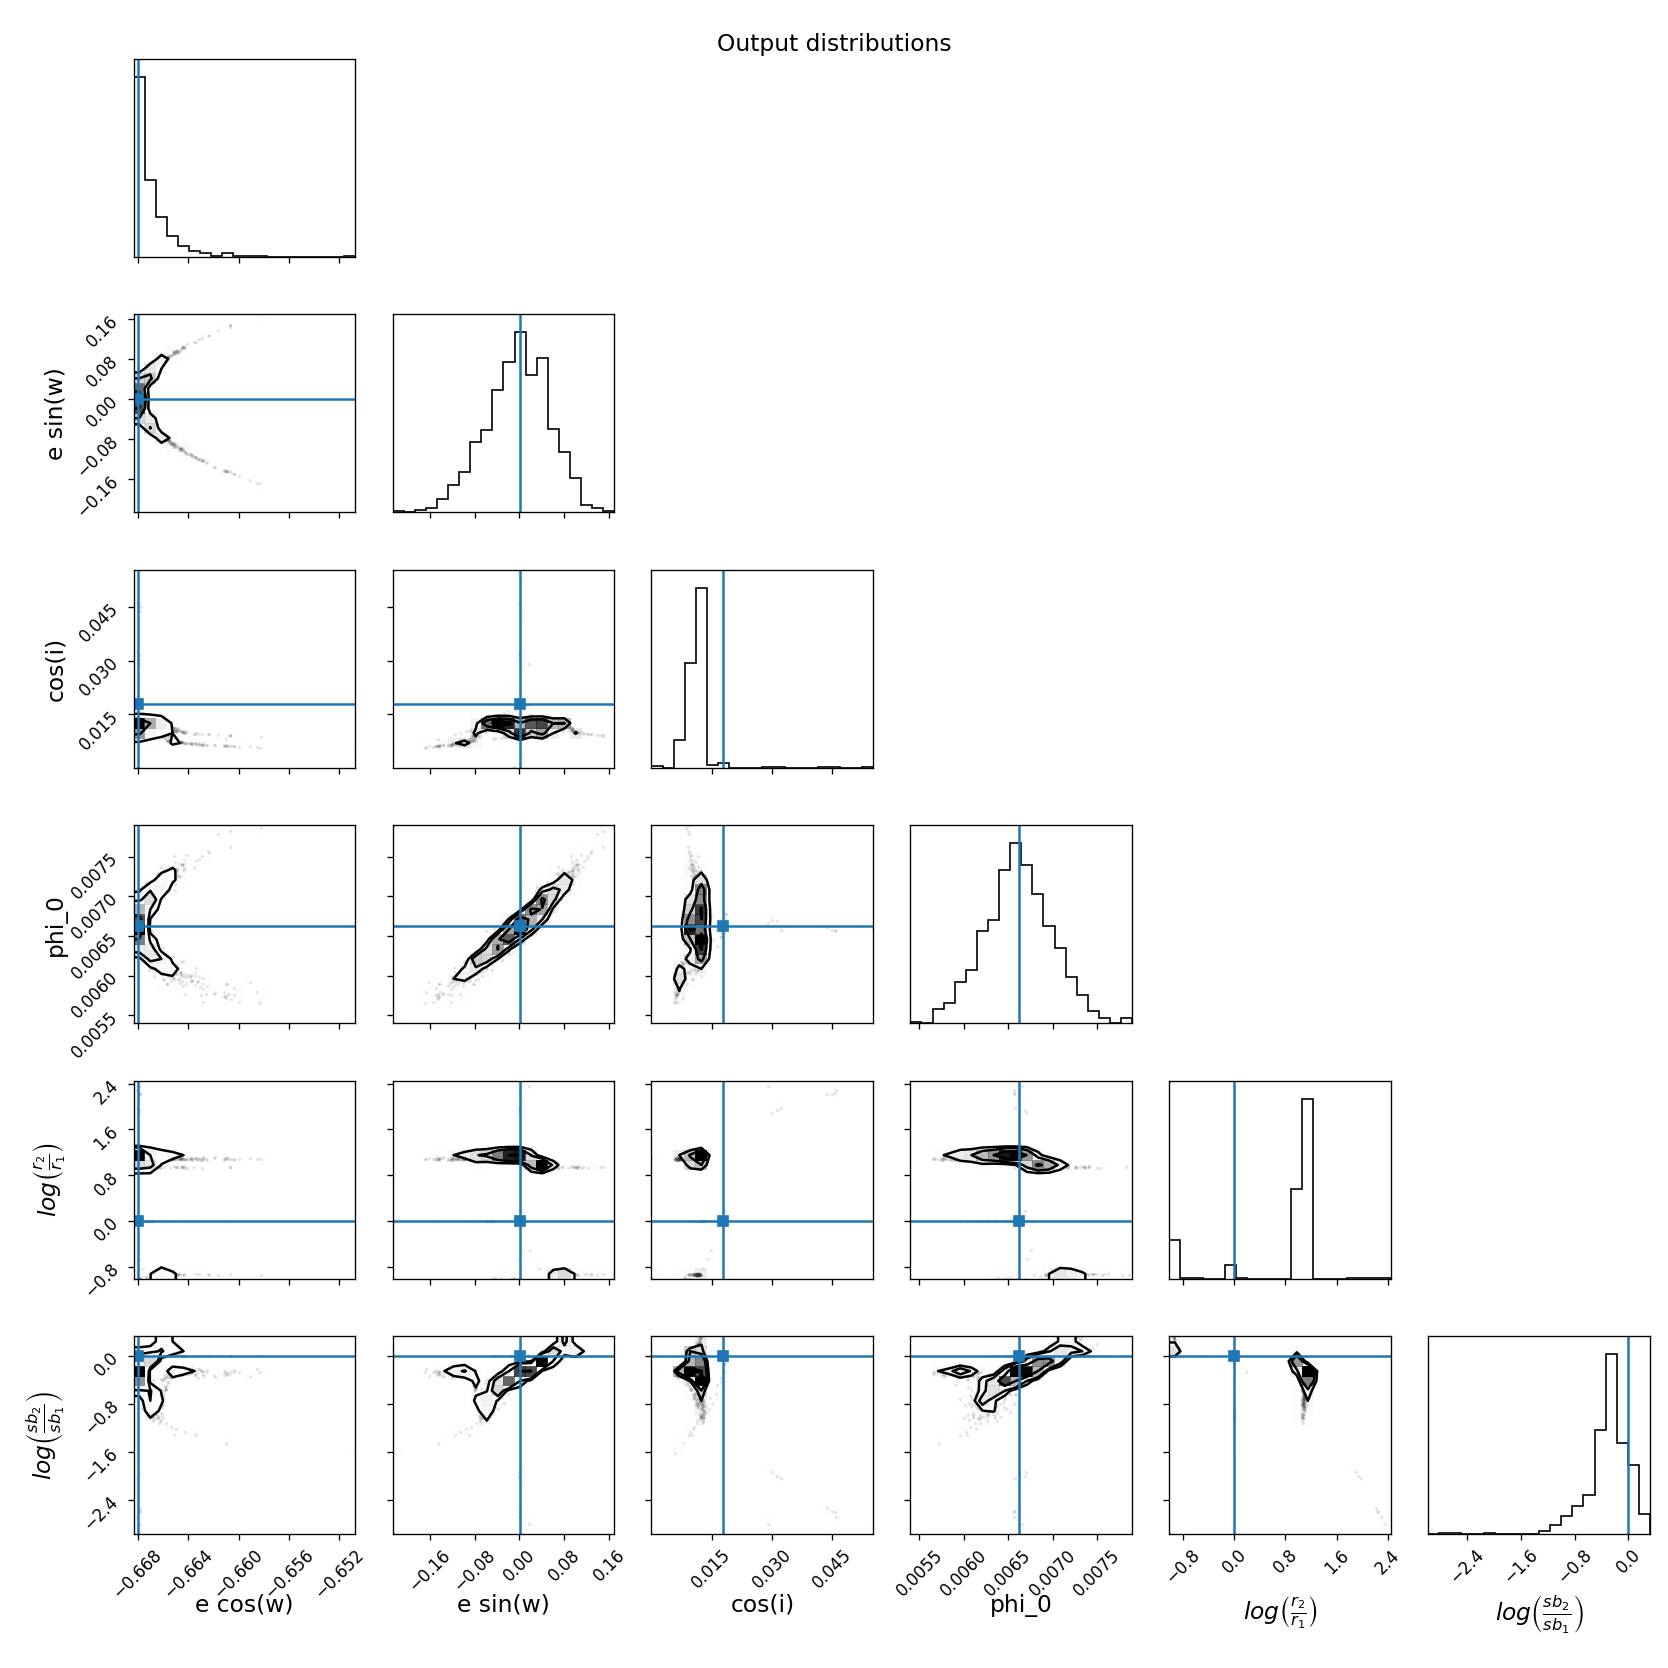 Output distributions
0.16
0.08
0.00
−0.08
−0.16
e sin(w)
0.045
0.030
0.015
cos(i)
0.0075
0.0070
0.0065
0.0060
0.0055
phi_0
2.4
1.6
0.8
0.0
−0.8
log(r₂/r₁)
0.0
−0.8
−1.6
−2.4
log(sb₂/sb₁)
−0.668 −0.664 −0.660 −0.656 −0.652
−0.16 −0.08 0.00 0.08 0.16
0.015 0.030 0.045
0.0055 0.0060 0.0065 0.0070 0.0075
−0.8 0.0 0.8 1.6 2.4
−2.4 −1.6 −0.8 0.0
e cos(w) e sin(w) cos(i) phi_0 log(r₂/r₁) log(sb₂/sb₁)